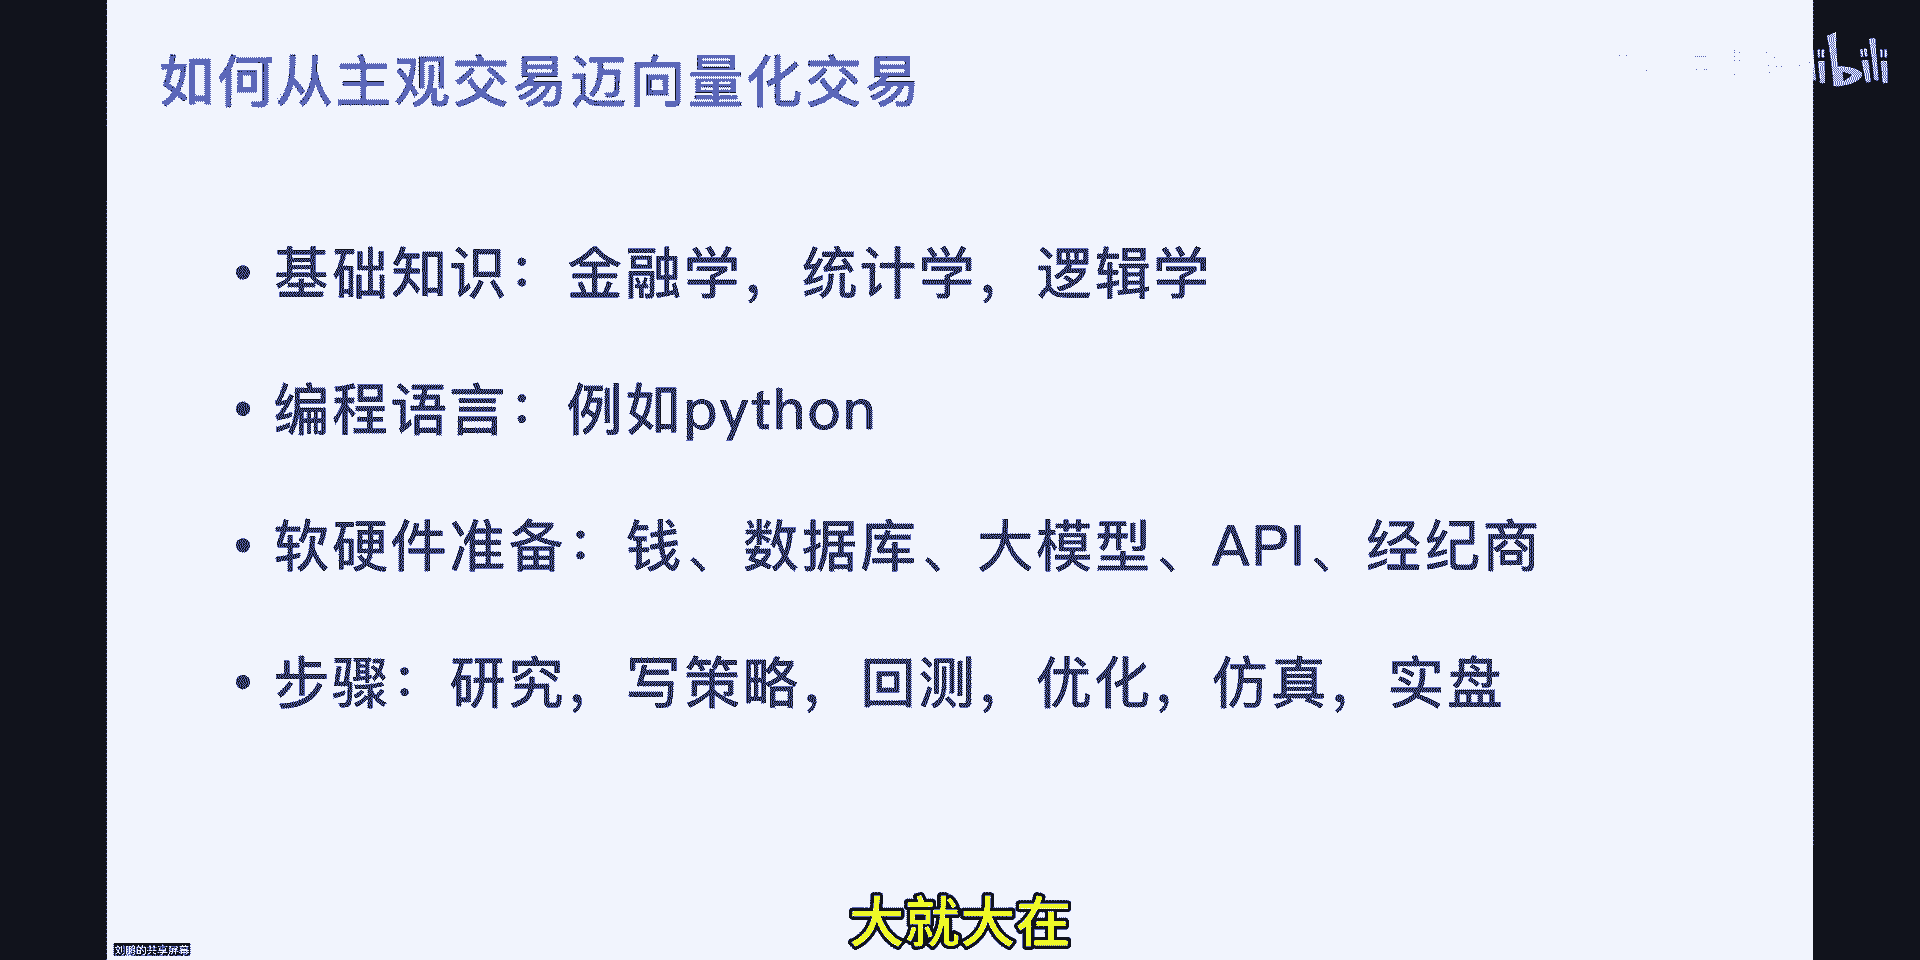 如何从主观交易迈向量化交易
• 基础知识：金融学，统计学，逻辑学
• 编程语言：例如python
• 软硬件准备：钱、数据库、大模型、API、经纪商
• 步骤：研究，写策略，回测，优化，仿真，实盘
大就大在
刘鹏的共享屏幕